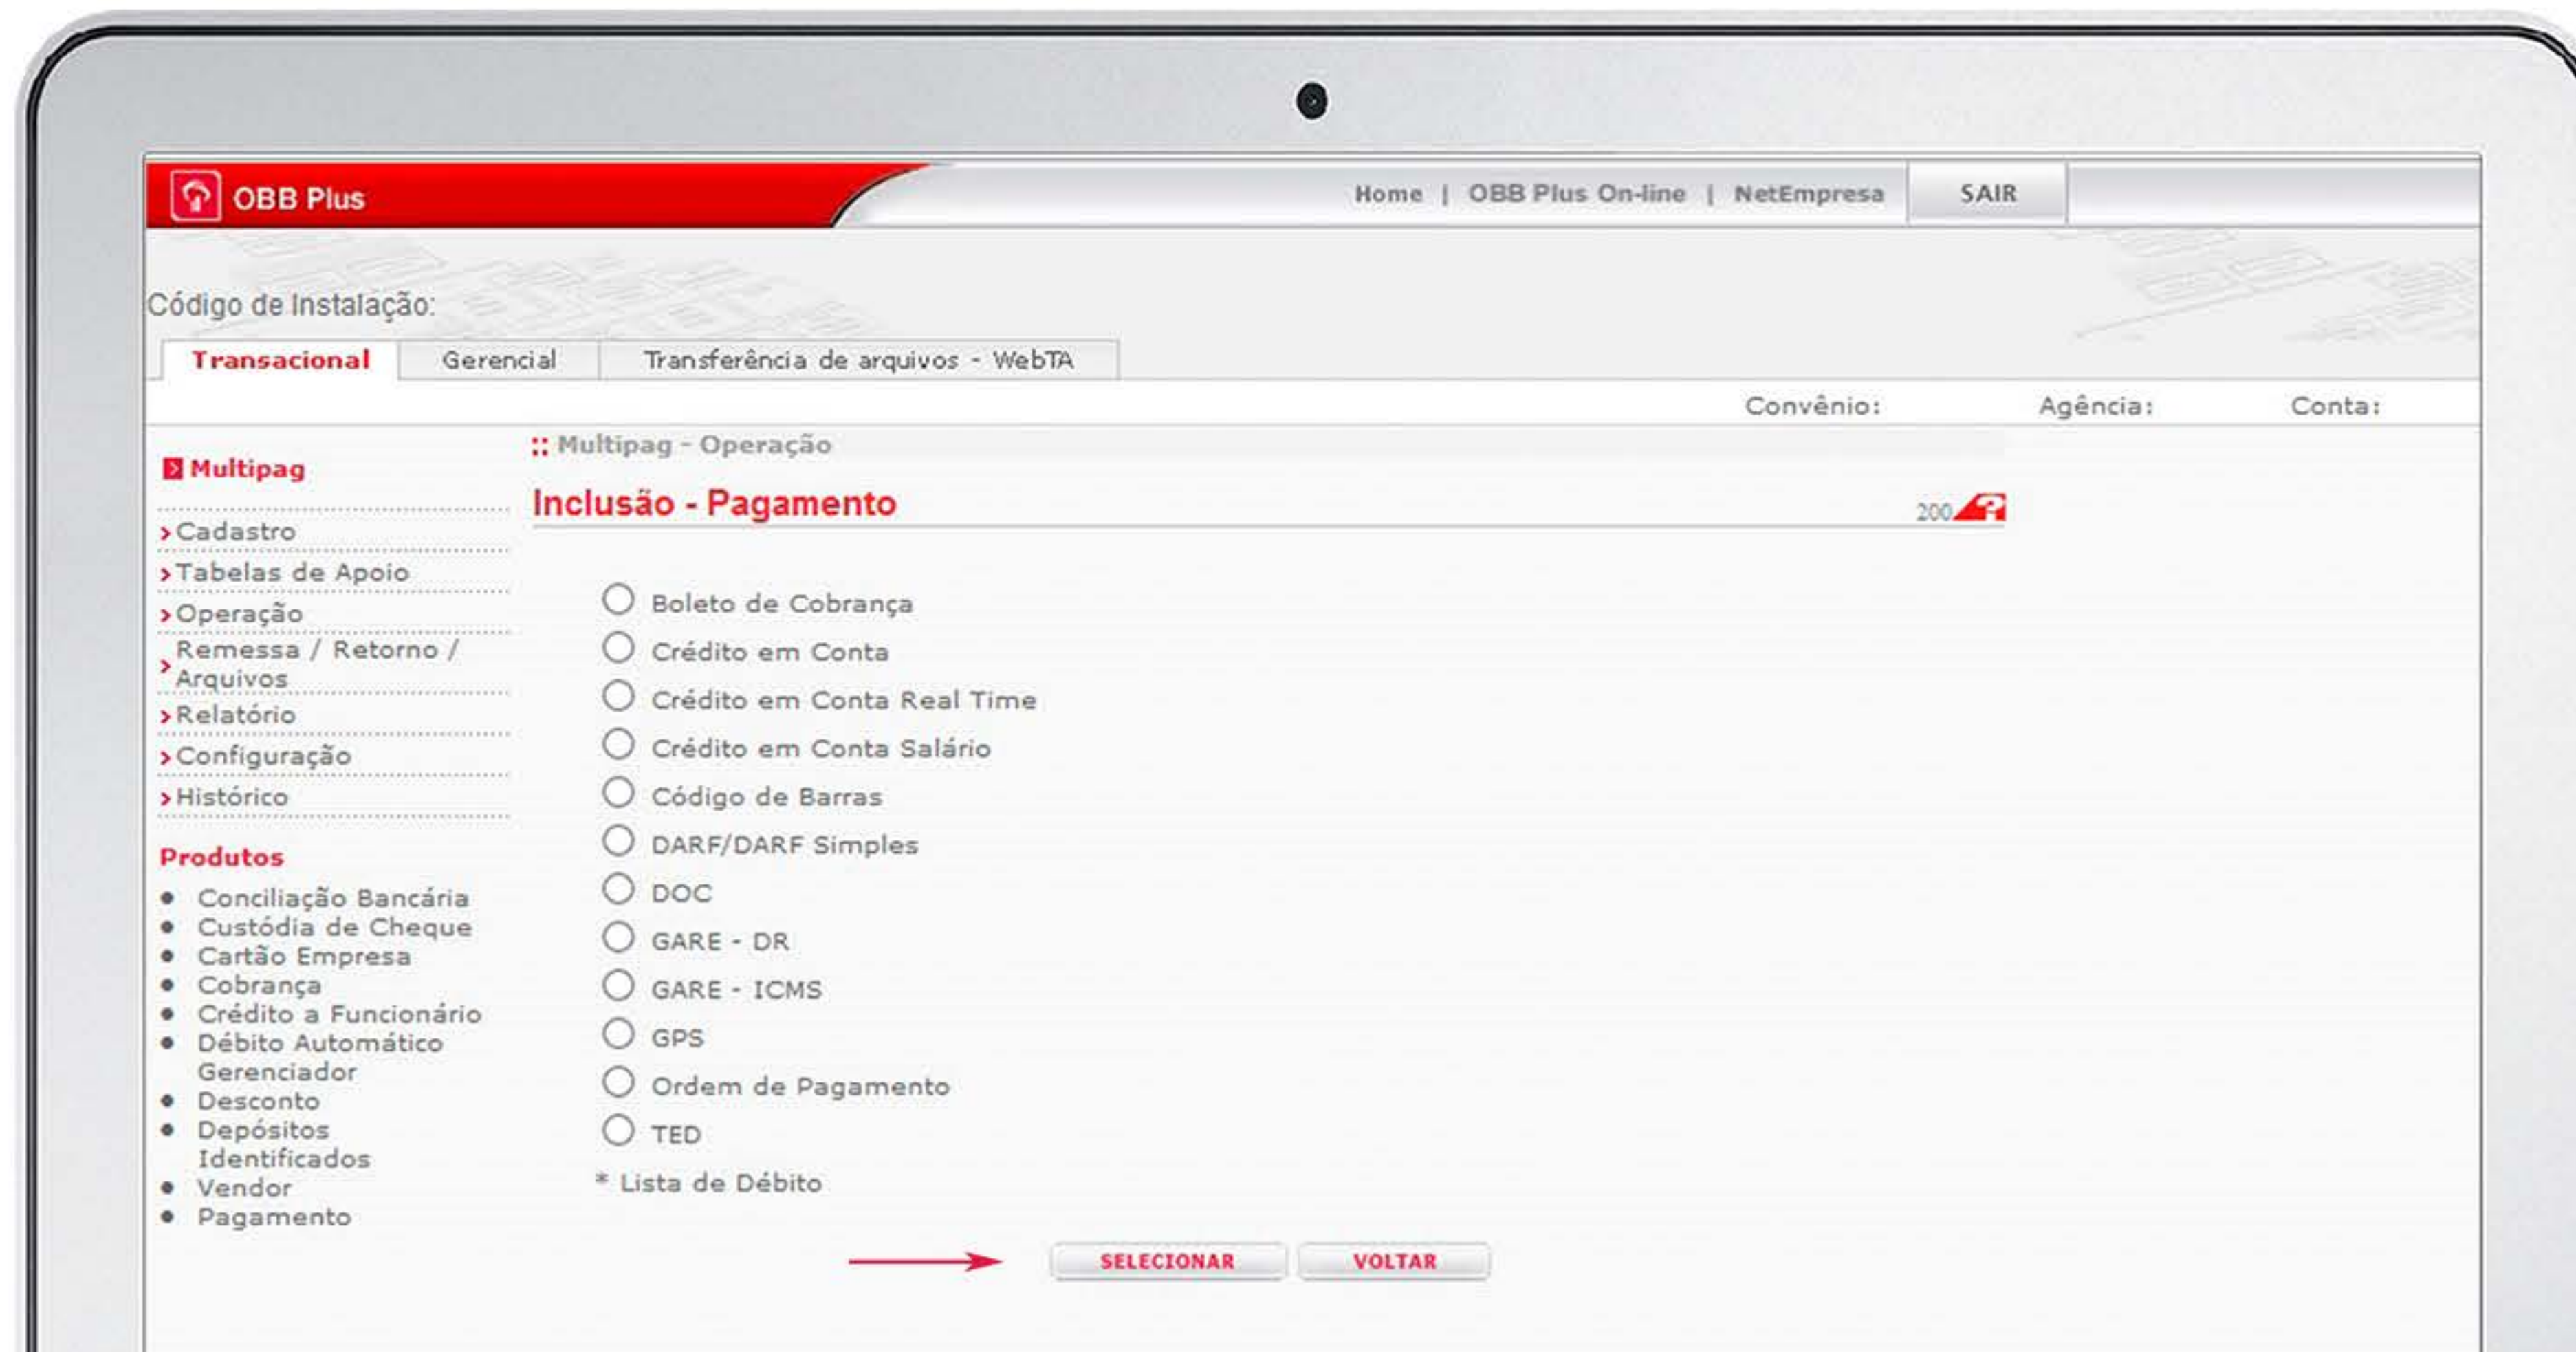 OBB Plus
Home | OBB Plus On-line | NetEmpresa
SAIR
Código de Instalação:
Transacional
Gerencial
Transferência de arquivos - WebTA
Convênio:
Agência:
Conta:
Multipag
Cadastro
Tabelas de Apoio
Operação
Remessa / Retorno /
Arquivos
Relatório
Configuração
Histórico
Produtos
Conciliação Bancária
Custódia de Cheque
Cartão Empresa
Cobrança
Crédito a Funcionário
Débito Automático
Gerenciador
Desconto
Depósitos
Identificados
Vendor
Pagamento
:: Multipag - Operação
Inclusão - Pagamento
200 ?
Boleto de Cobrança
Crédito em Conta
Crédito em Conta Real Time
Crédito em Conta Salário
Código de Barras
DARF/DARF Simples
DOC
GARE - DR
GARE - ICMS
GPS
Ordem de Pagamento
TED
* Lista de Débito
SELECIONAR
VOLTAR